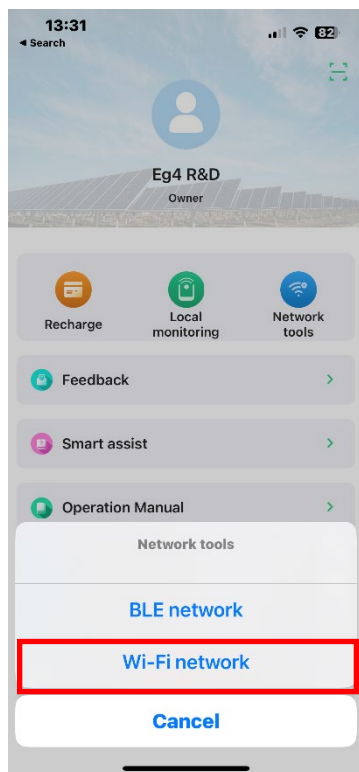 13:31
82
◀ Search
Eg4 R&D
Owner
Recharge
Local
monitoring
Network
tools
Feedback
Smart assist
Operation Manual
Network tools
BLE network
Wi-Fi network
Cancel